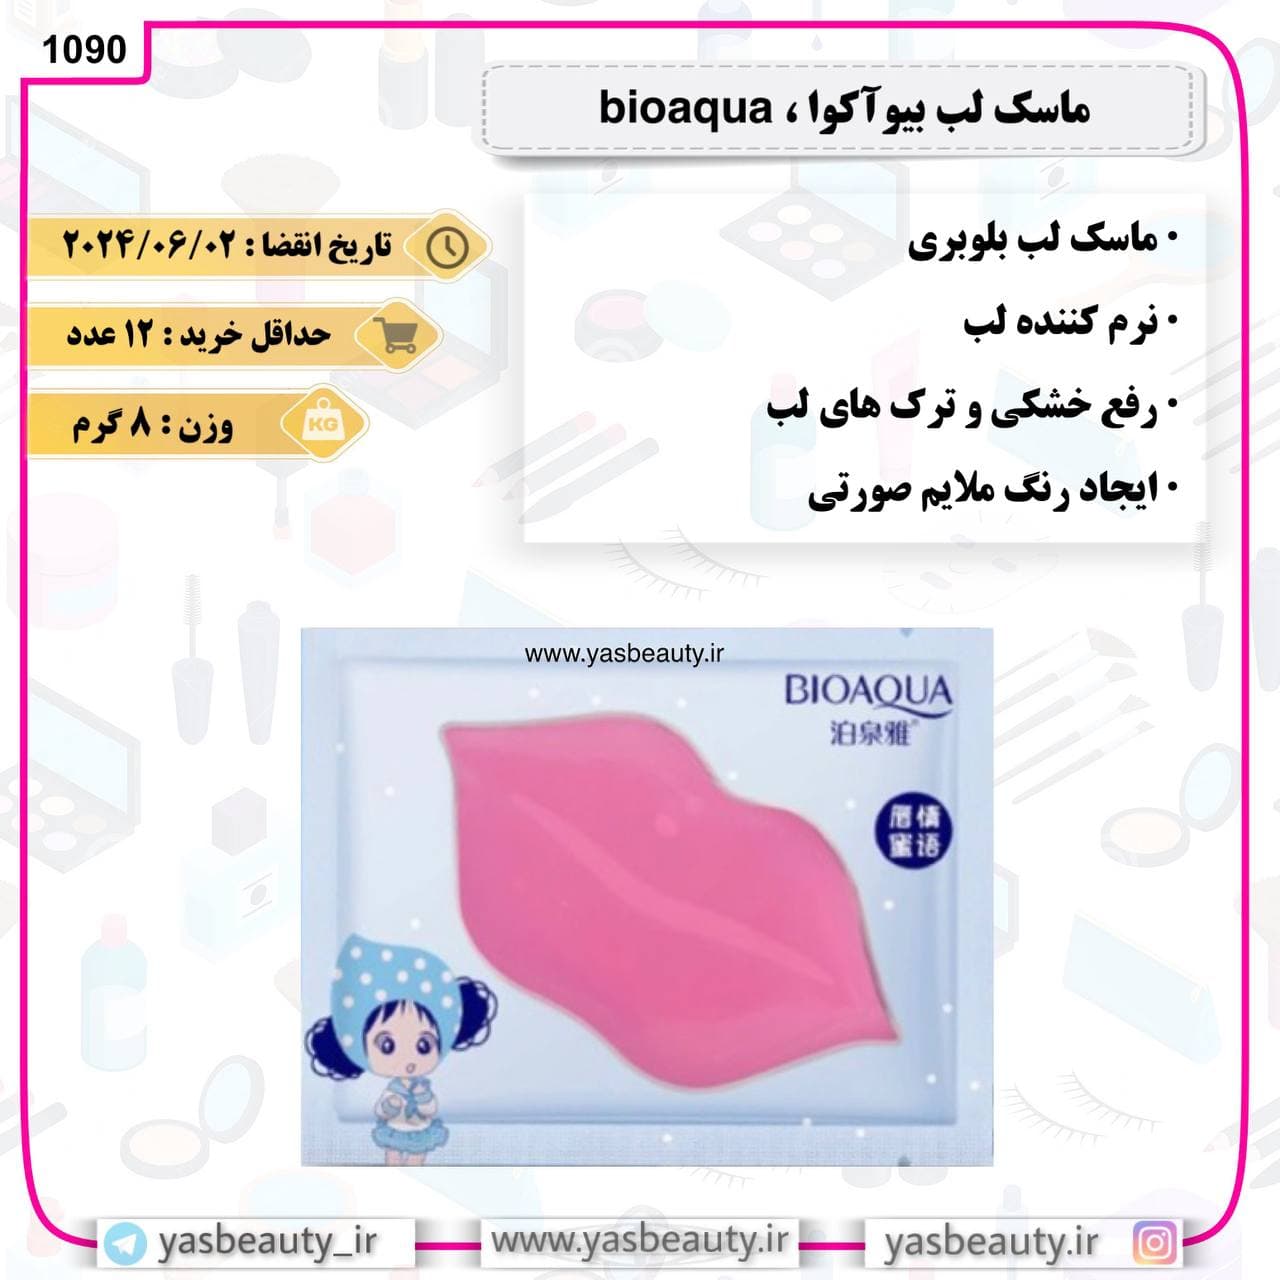 1090
ماسک لب بیوآکوا ، bioaqua
• ماسک لب بلوبری
• نرم کننده لب
• رفع خشکی و ترک های لب
• ایجاد رنگ ملایم صورتی
تاریخ انقضا : ۲۰۲۴/۰۶/۰۲
حداقل خرید : ۱۲ عدد
KG
وزن : ۸ گرم
www.yasbeauty.ir
BIOAQUA
泊泉雅®
唇情
蜜语
yasbeauty_ir
www.yasbeauty.ir
yasbeauty.ir